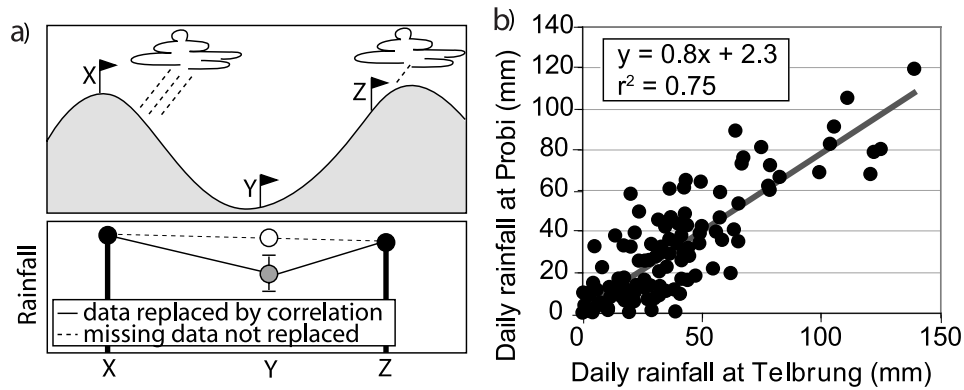 a)
X
Z
Y
Rainfall
data replaced by correlation
missing data not replaced
X
Y
Z
b)
Daily rainfall at Probi (mm)
140
120
100
80
60
40
20
0
y = 0.8x + 2.3
r² = 0.75
0
50
100
150
Daily rainfall at Telbrung (mm)